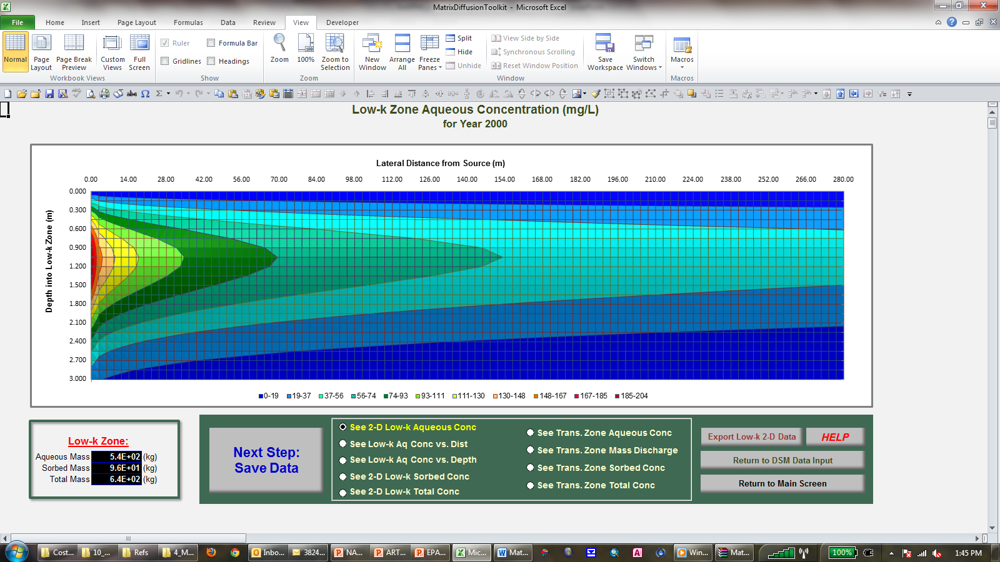 MatrixDiffusionToolkit - Microsoft Excel
File Home Insert Page Layout Formulas Data Review View Developer
Normal Page Layout Page Break Preview Custom Views Full Screen
Workbook Views
Ruler Formula Bar
Gridlines Headings
Show
Zoom 100% Zoom to Selection
Zoom
New Window Arrange All Freeze Panes
Split
Hide
Unhide
View Side by Side
Synchronous Scrolling
Reset Window Position
Window
Save Workspace Switch Windows
Macros
Macros
Low-k Zone Aqueous Concentration (mg/L)
for Year 2000
Lateral Distance from Source (m)
0.00 14.00 28.00 42.00 56.00 70.00 84.00 98.00 112.00 126.00 140.00 154.00 168.00 182.00 196.00 210.00 224.00 238.00 252.00 266.00 280.00
Depth into Low-k Zone (m)
0.000
0.300
0.600
0.900
1.200
1.500
1.800
2.100
2.400
2.700
3.000
0-19 19-37 37-56 56-74 74-93 93-111 111-130 130-148 148-167 167-185 185-204
Low-k Zone:
Aqueous Mass 5.4E+02 (kg)
Sorbed Mass 9.6E+01 (kg)
Total Mass 6.4E+02 (kg)
Next Step:
Save Data
See 2-D Low-k Aqueous Conc
See Low-k Aq Conc vs. Dist
See Low-k Aq Conc vs. Depth
See 2-D Low-k Sorbed Conc
See 2-D Low-k Total Conc
See Trans. Zone Aqueous Conc
See Trans. Zone Mass Discharge
See Trans. Zone Sorbed Conc
See Trans. Zone Total Conc
Export Low-k 2-D Data
HELP
Return to DSM Data Input
Return to Main Screen
Cost... 10_... Refs 4_M... Inbo... 3824... NA... ART... EPA... Mic... Mat... Win... Mat... 100% 1:45 PM